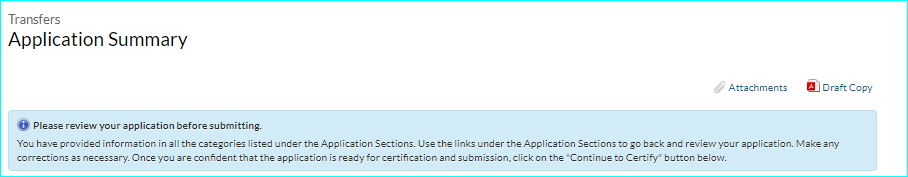 Transfers
Application Summary
Attachments
Draft Copy
Please review your application before submitting.
You have provided information in all the categories listed under the Application Sections. Use the links under the Application Sections to go back and review your application. Make any
corrections as necessary. Once you are confident that the application is ready for certification and submission, click on the "Continue to Certify" button below.